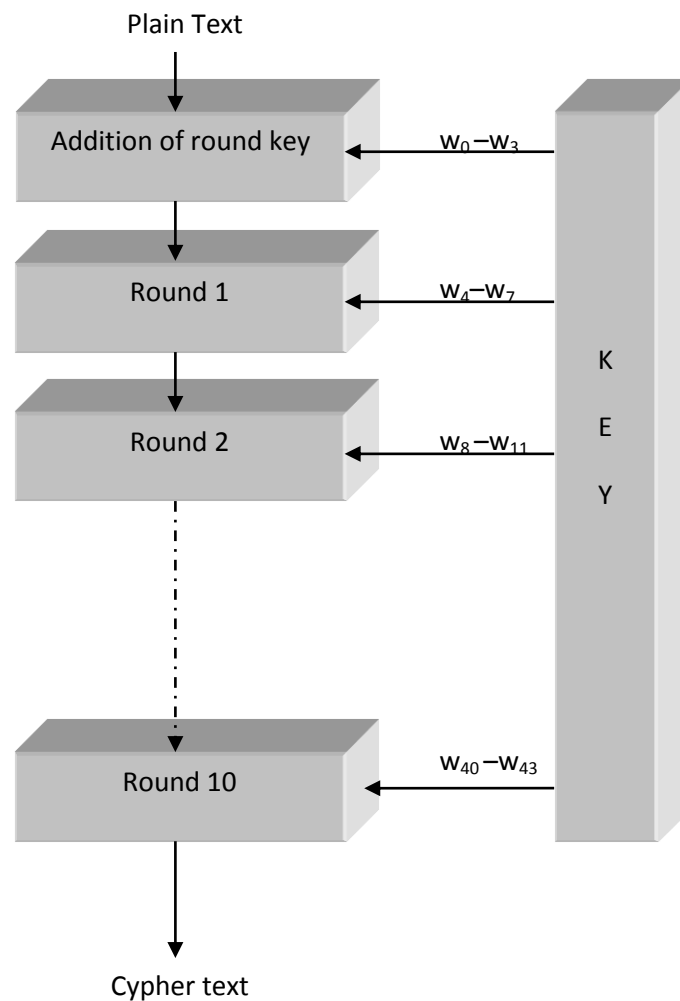 Plain Text
Addition of round key
w₀–w₃
Round 1
w₄–w₇
K
E
Y
Round 2
w₈–w₁₁
Round 10
w₄₀–w₄₃
Cypher text